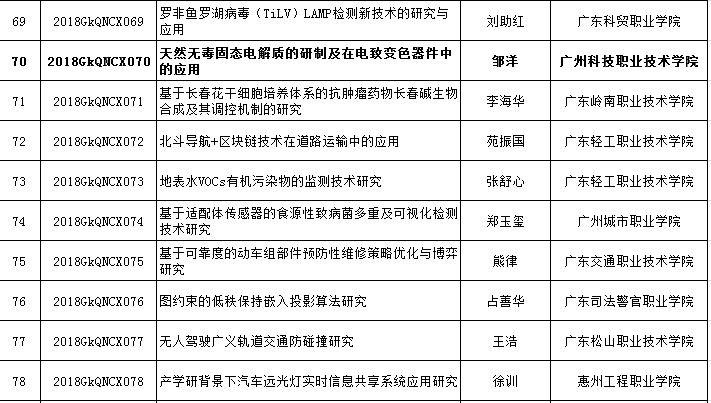 69 2018GkQNCX069 罗非鱼罗湖病毒（TiLV）LAMP检测新技术的研究与应用 刘助红 广东科贸职业学院
70 2018GkQNCX070 天然无毒固态电解质的研制及在电致变色器件中的应用 邹洋 广州科技职业技术学院
71 2018GkQNCX071 基于长春花干细胞培养体系的抗肿瘤药物长春碱生物合成及其调控机制的研究 李海华 广东岭南职业技术学院
72 2018GkQNCX072 北斗导航+区块链技术在道路运输中的应用 苑振国 广东轻工职业技术学院
73 2018GkQNCX073 地表水VOCs有机污染物的监测技术研究 张舒心 广东轻工职业技术学院
74 2018GkQNCX074 基于适配体传感器的食源性致病菌多重及可视化检测技术研究 郑玉玺 广州城市职业学院
75 2018GkQNCX075 基于可靠度的动车组部件预防性维修策略优化与博弈研究 熊律 广东交通职业技术学院
76 2018GkQNCX076 图约束的低秩保持嵌入投影算法研究 占善华 广东司法警官职业学院
77 2018GkQNCX077 无人驾驶广义轨道交通防碰撞研究 王浩 广东松山职业技术学院
78 2018GkQNCX078 产学研背景下汽车远光灯实时信息共享系统应用研究 徐训 惠州工程职业学院